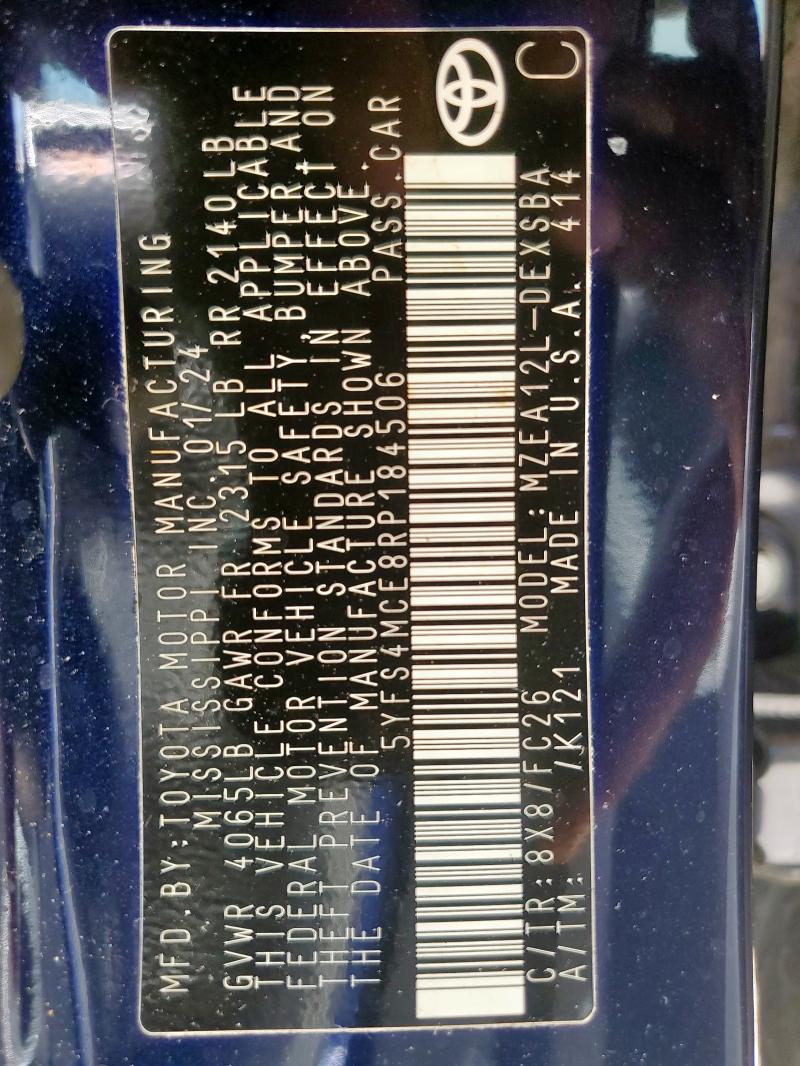 MFD.BY:TOYOTA MOTOR MANUFACTURING
MISSISSIPPI INC. 01/24
GVWR 4065LB GAWR FR 2315 LB RR 2140LB
THIS VEHICLE CONFORMS TO ALL APPLICABLE
FEDERAL MOTOR VEHICLE SAFETY, BUMPER AND
THEFT PREVENTION STANDARDS IN EFFECT ON
THE DATE OF MANUFACTURE SHOWN ABOVE.
5YFS4MCE8RP184506 PASS.CAR
C/TR: 8X8/FC26 MODEL: MZEA12L-DEXSBA
A/TM: /K121 MADE IN U.S.A. 414
C